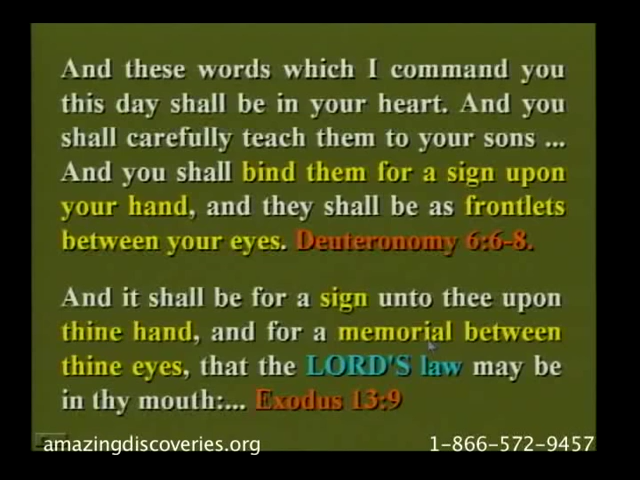 And these words which I command you
this day shall be in your heart. And you
shall carefully teach them to your sons ...
And you shall bind them for a sign upon
your hand, and they shall be as frontlets
between your eyes. Deuteronomy 6:6-8.
And it shall be for a sign unto thee upon
thine hand, and for a memorial between
thine eyes, that the LORD'S law may be
in thy mouth:... Exodus 13:9
amazingdiscoveries.org 1-866-572-9457